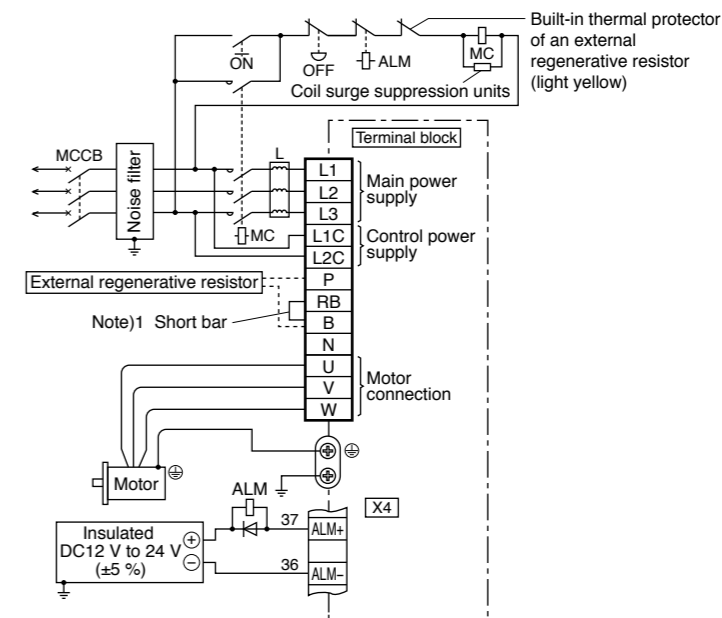 Built-in thermal protector
of an external
regenerative resistor
(light yellow)
ON
OFF
ALM
MC
Coil surge suppression units
Terminal block
MCCB
Noise filter
L
MC
L1
L2
L3
Main power
supply
L1C
L2C
Control power
supply
External regenerative resistor
P
RB
B
N
Note)1 Short bar
U
V
W
Motor
connection
Motor
ALM
X4
Insulated
DC12 V to 24 V
(±5 %)
+
−
37
ALM+
36
ALM−